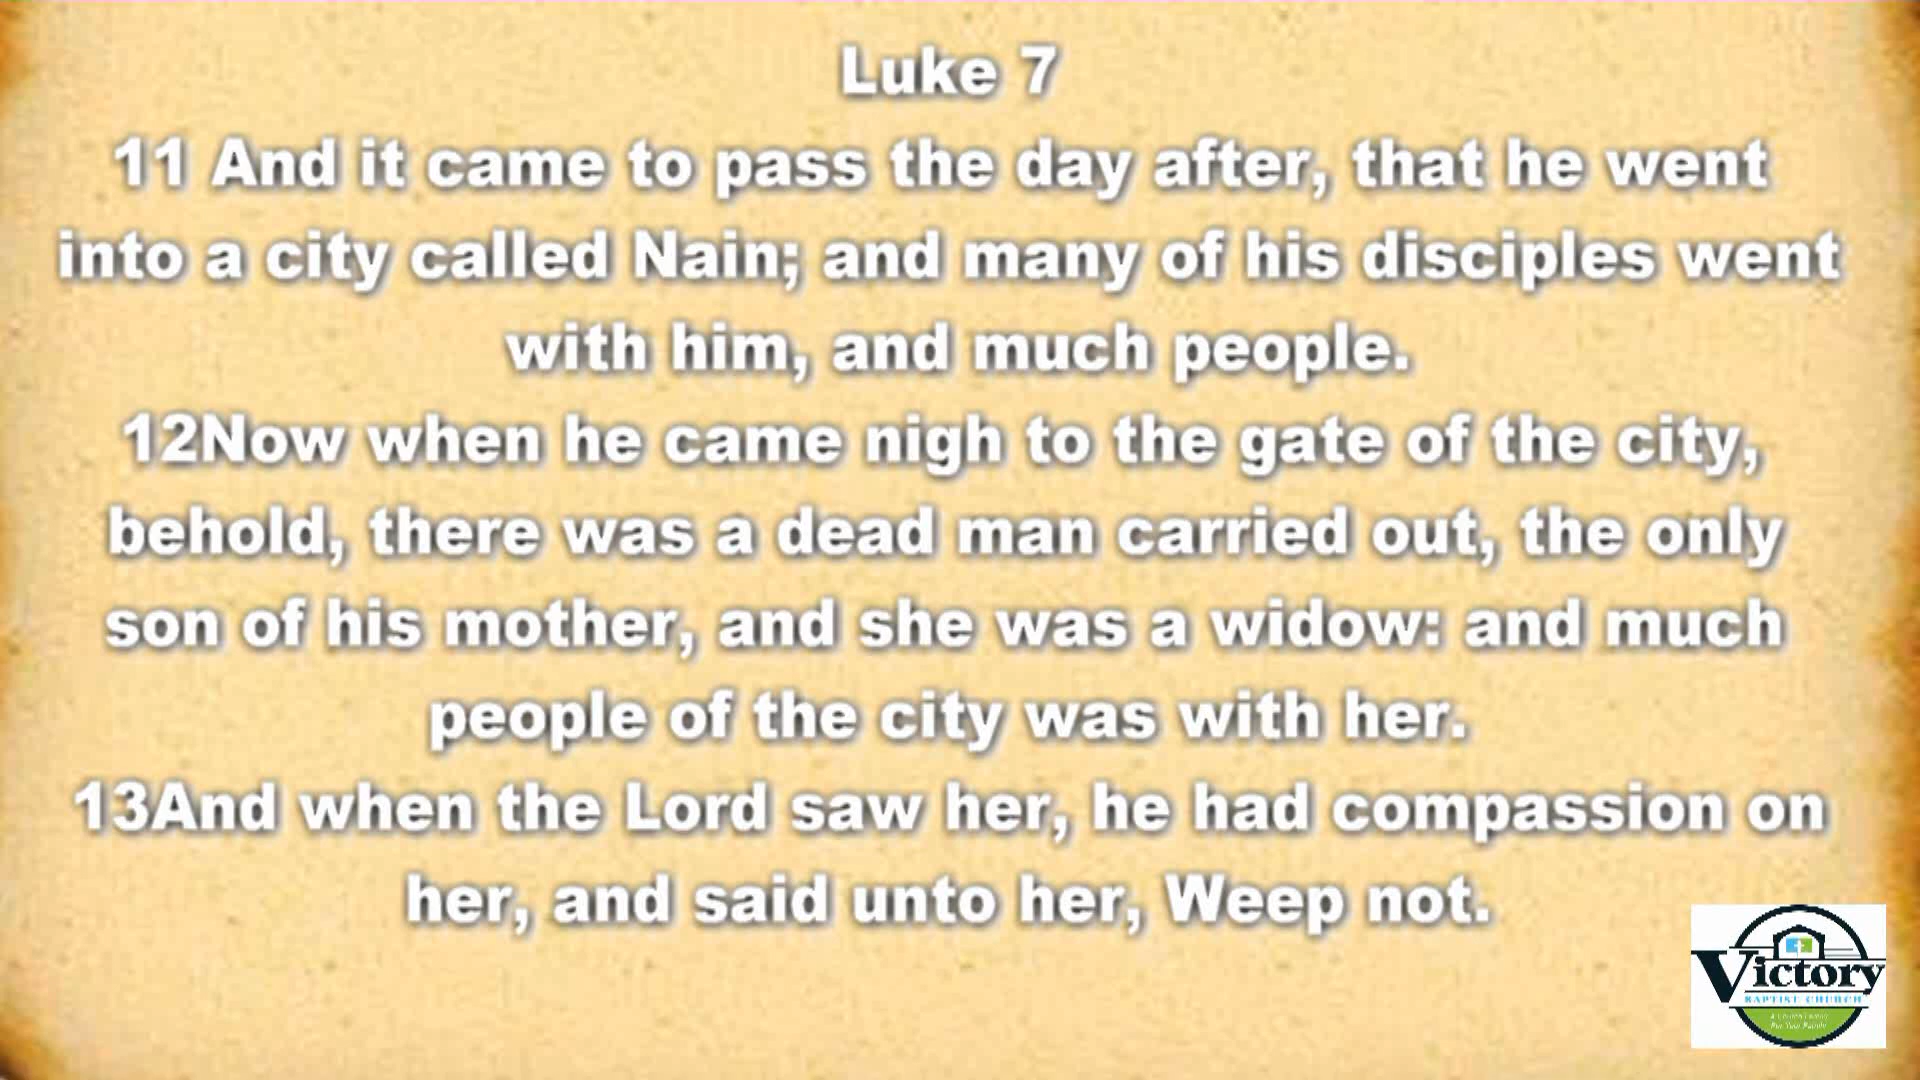 Luke 7
11 And it came to pass the day after, that he went
into a city called Nain; and many of his disciples went
with him, and much people.
12Now when he came nigh to the gate of the city,
behold, there was a dead man carried out, the only
son of his mother, and she was a widow: and much
people of the city was with her.
13And when the Lord saw her, he had compassion on
her, and said unto her, Weep not.
Victory
BAPTIST CHURCH